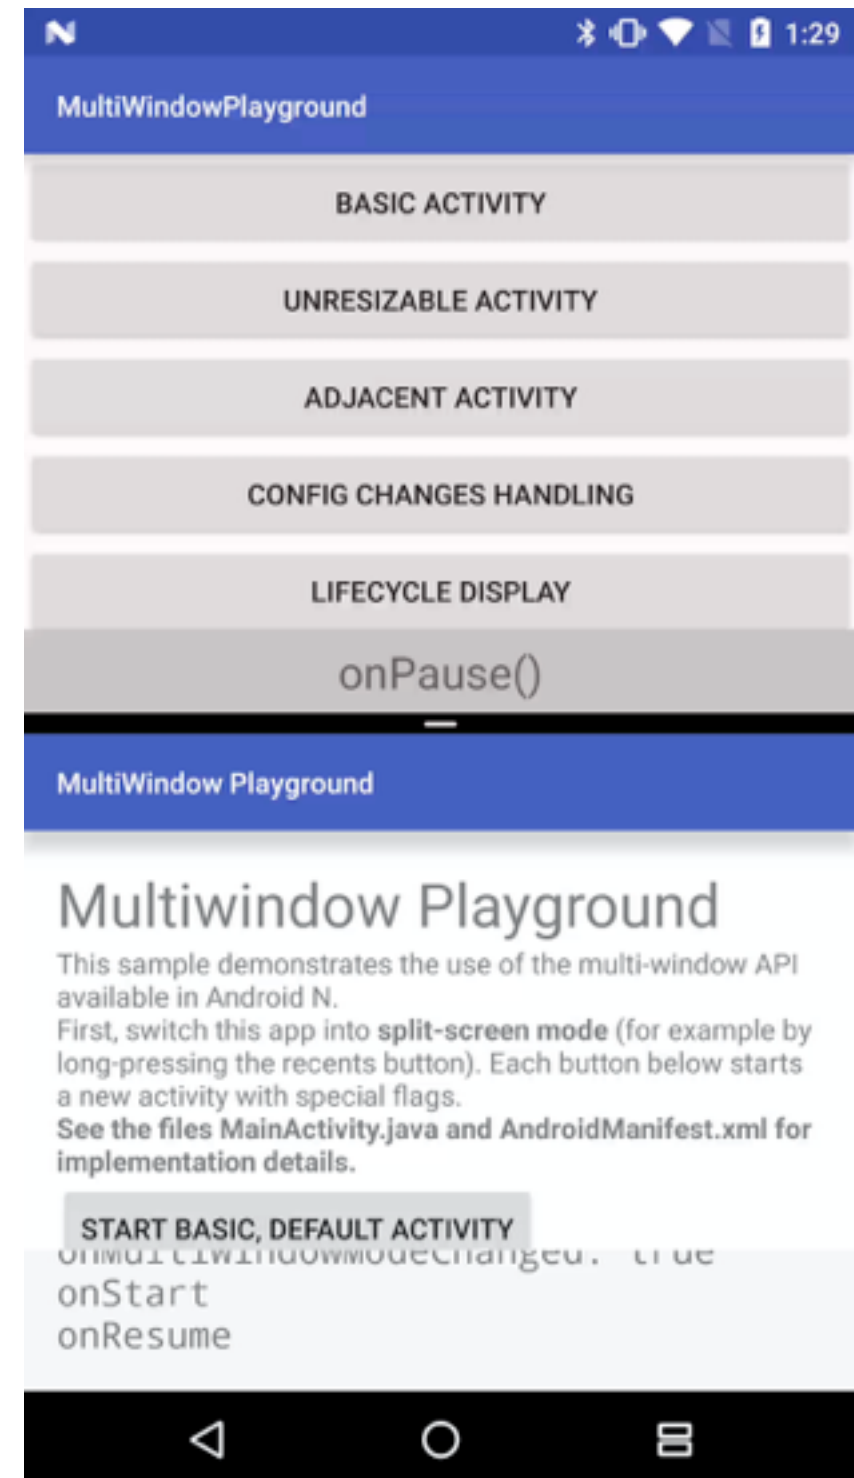 1:29
MultiWindowPlayground
BASIC ACTIVITY
UNRESIZABLE ACTIVITY
ADJACENT ACTIVITY
CONFIG CHANGES HANDLING
LIFECYCLE DISPLAY
onPause()
MultiWindow Playground
Multiwindow Playground
This sample demonstrates the use of the multi-window API
available in Android N.
First, switch this app into split-screen mode (for example by
long-pressing the recents button). Each button below starts
a new activity with special flags.
See the files MainActivity.java and AndroidManifest.xml for
implementation details.
START BASIC, DEFAULT ACTIVITY
onMultiWindowModeChanged: true
onStart
onResume